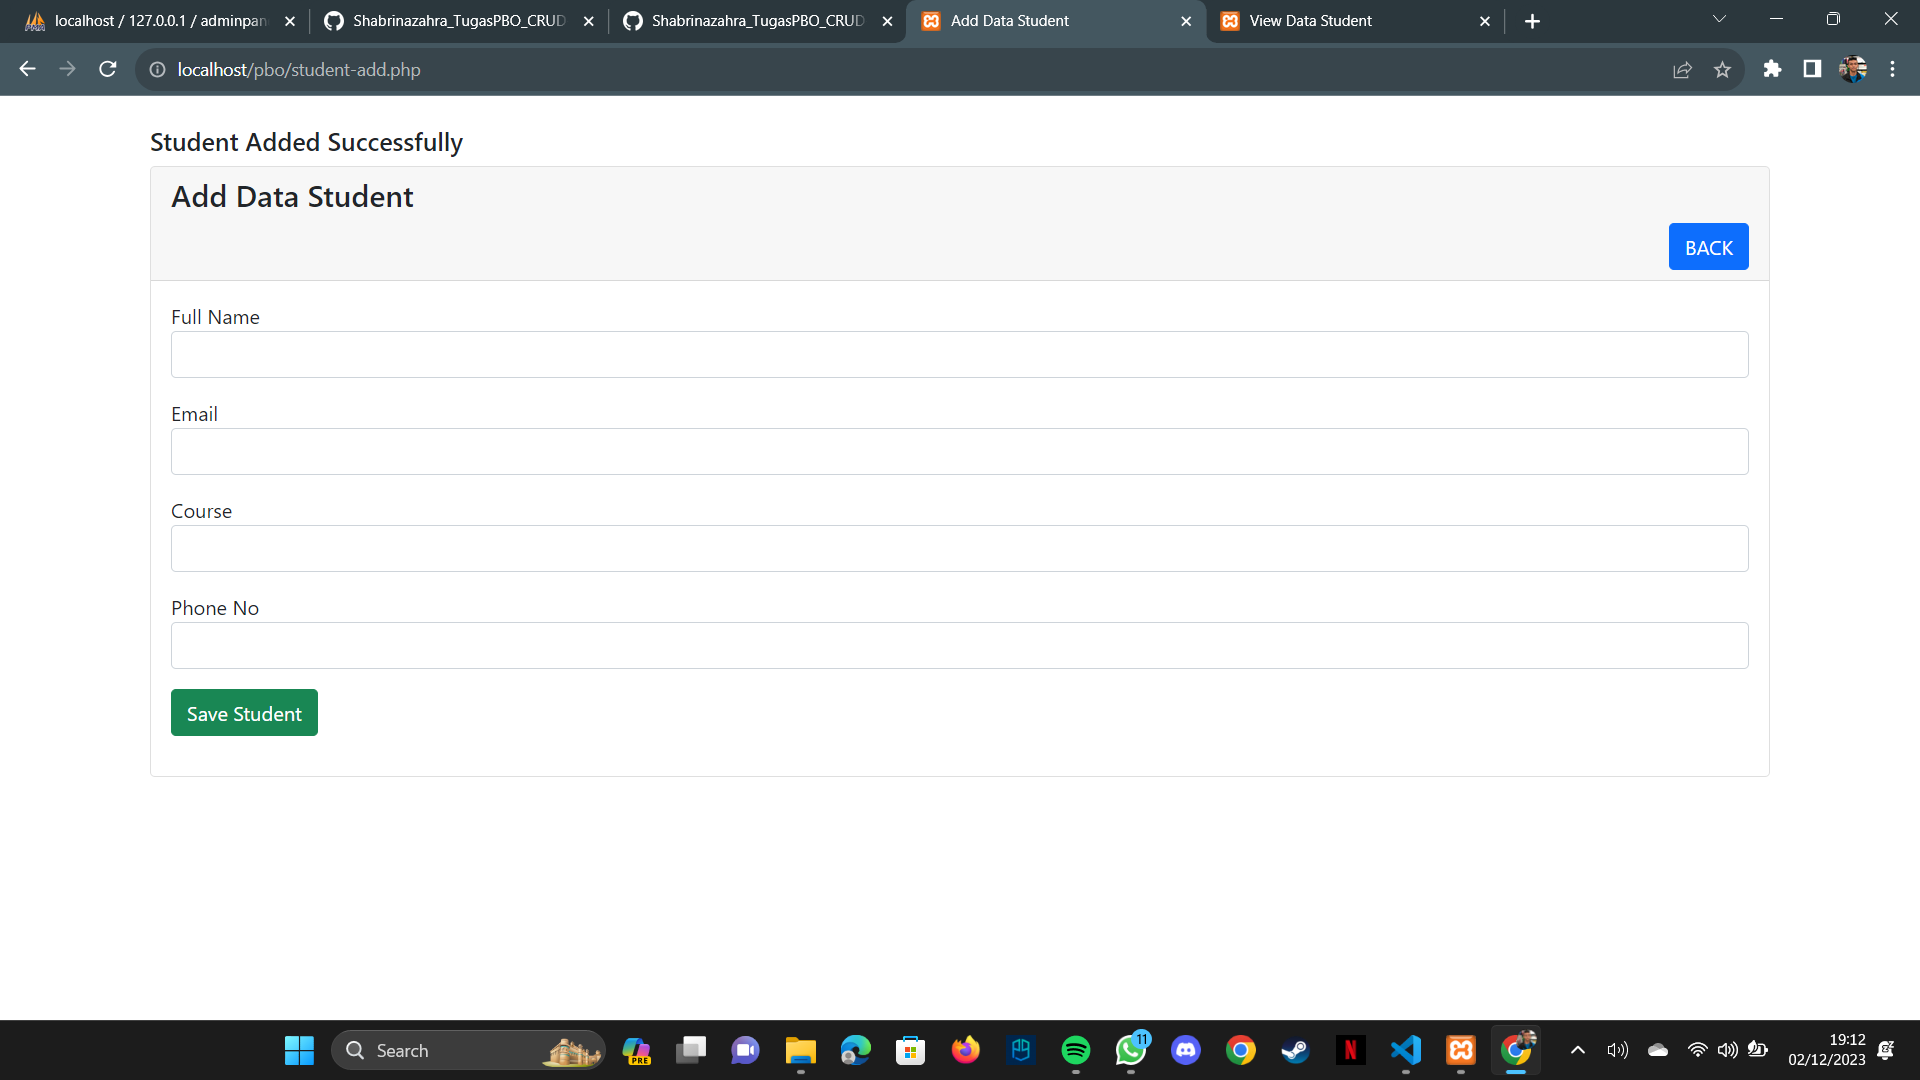 localhost / 127.0.0.1 / adminpan
Shabrinazahra_TugasPBO_CRUD
Shabrinazahra_TugasPBO_CRUD
Add Data Student
View Data Student
localhost/pbo/student-add.php
Student Added Successfully
Add Data Student
BACK
Full Name
Email
Course
Phone No
Save Student
Search
PRE
11
N
19:12
02/12/2023